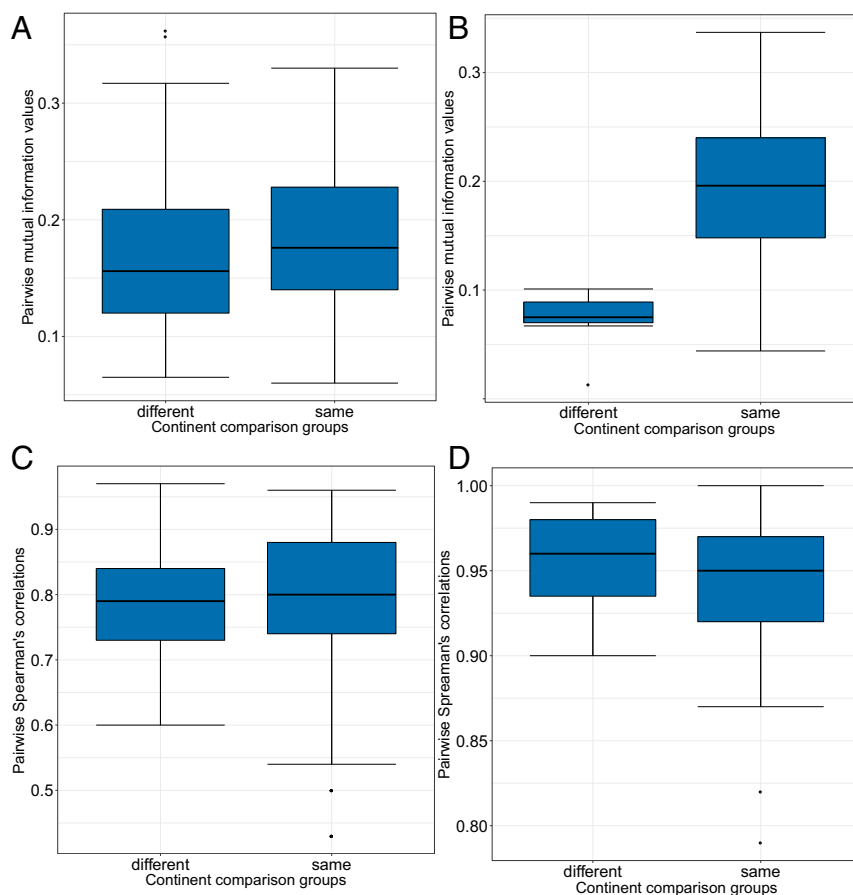 A
Pairwise mutual information values
0.3
0.2
0.1
different
same
Continent comparison groups
B
Pairwise mutual information values
0.3
0.2
0.1
different
same
Continent comparison groups
C
Pairwise Spearman's correlations
0.9
0.8
0.7
0.6
0.5
different
same
Continent comparison groups
D
Pairwise Spreaman's correlations
1.00
0.95
0.90
0.85
0.80
different
same
Continent comparison groups